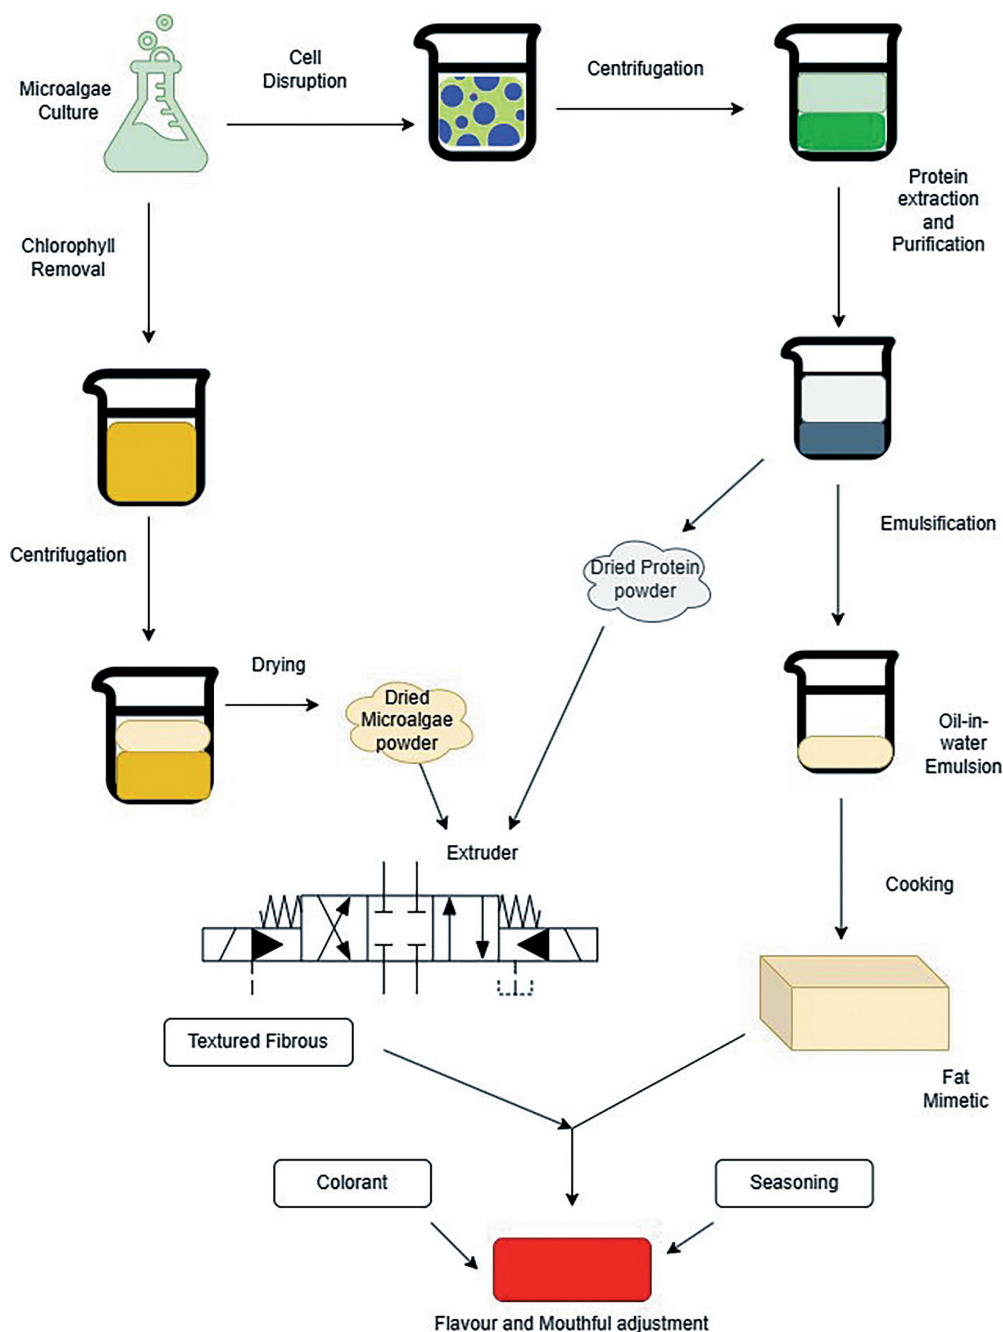 Microalgae
Culture
Cell
Disruption
Centrifugation
Protein
extraction
and
Purification
Chlorophyll
Removal
Centrifugation
Emulsification
Dried Protein
powder
Drying
Dried
Microalgae
powder
Oil-in-
water
Emulsion
Extruder
Cooking
Textured Fibrous
Fat
Mimetic
Colorant
Seasoning
Flavour and Mouthful adjustment